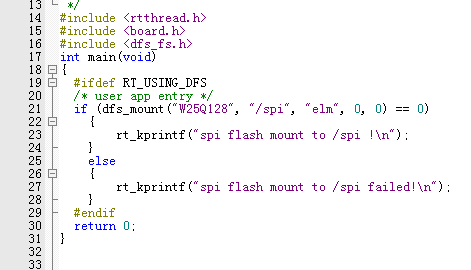 13 */
14 #include <rtthread.h>
15 #include <board.h>
16 #include <dfs_fs.h>
17 int main(void)
18 {
19 #ifdef RT_USING_DFS
20 /* user app entry */
21 if (dfs_mount("W25Q128", "/spi", "elm", 0, 0) == 0)
22 {
23 rt_kprintf("spi flash mount to /spi !\n");
24 }
25 else
26 {
27 rt_kprintf("spi flash mount to /spi failed!\n");
28 }
29 #endif
30 return 0;
31 }
32
33